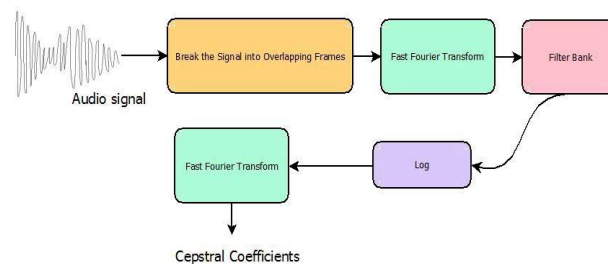 Audio signal
Break the Signal into Overlapping Frames
Fast Fourier Transform
Filter Bank
Log
Fast Fourier Transform
Cepstral Coefficients